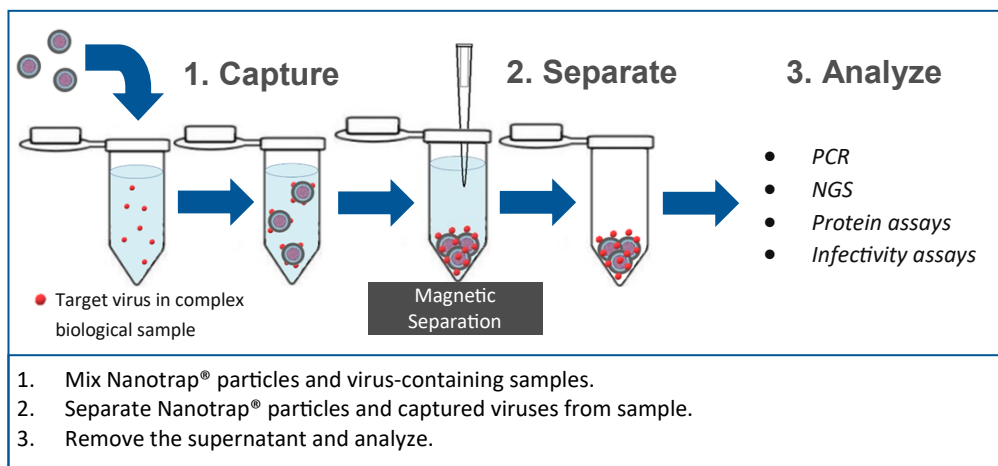 1. Capture
2. Separate
3. Analyze
• PCR
• NGS
• Protein assays
• Infectivity assays
Target virus in complex
biological sample
Magnetic
Separation
1. Mix Nanotrap® particles and virus-containing samples.
2. Separate Nanotrap® particles and captured viruses from sample.
3. Remove the supernatant and analyze.